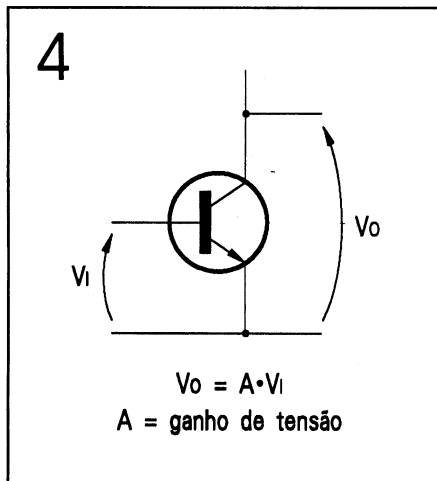 4
Vo
Vi
Vo = A•Vi
A = ganho de tensão